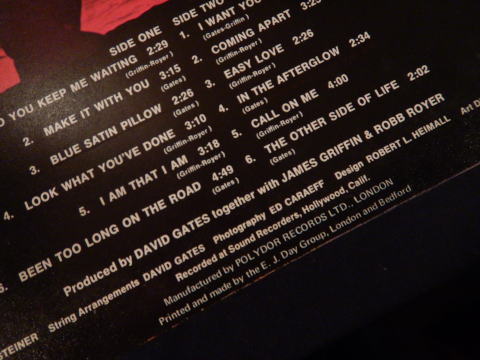 SIDE ONE
O YOU KEEP ME WAITING 2:29
(Griffin-Royer)
2. MAKE IT WITH YOU 3:15
(Gates)
3. BLUE SATIN PILLOW 2:26
(Gates)
4. LOOK WHAT YOU'VE DONE 3:10
(Griffin-Royer)
5. I AM THAT I AM 3:18
(Griffin-Royer)
6. BEEN TOO LONG ON THE ROAD 4:49
(Gates)
SIDE TWO
1. I WANT YOU
(Gates-Griffin)
2. COMING APART
(Griffin-Royer)
3. EASY LOVE 2:26
(Griffin-Royer)
4. IN THE AFTERGLOW 2:34
(Griffin-Royer)
5. CALL ON ME 4:00
(Griffin-Royer)
6. THE OTHER SIDE OF LIFE 2:02
(Gates)
Produced by DAVID GATES together with JAMES GRIFFIN & ROBB ROYER
STEINER String Arrangements DAVID GATES Photography ED CARAEFF Design ROBERT L. HEIMALL Art D
Recorded at Sound Recorders, Hollywood, Calif.
Manufactured by POLYDOR RECORDS LTD., LONDON
Printed and made by the E. J. Day Group, London and Bedford